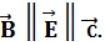 B⃗ ∥ E⃗ ∥ c⃗.